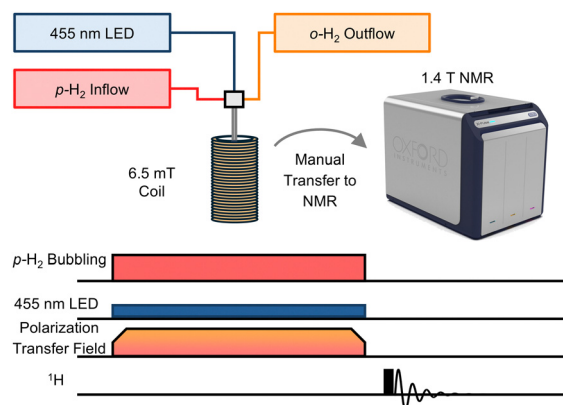 455 nm LED
o-H₂ Outflow
p-H₂ Inflow
1.4 T NMR
6.5 mT
Coil
Manual
Transfer to
NMR
OXFORD
INSTRUMENTS
p-H₂ Bubbling
455 nm LED
Polarization
Transfer Field
¹H